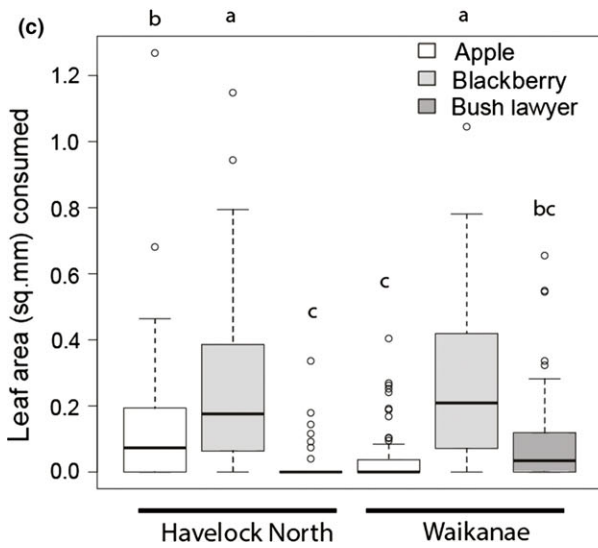 (c)
b a a
Apple
Blackberry
Bush lawyer
bc
c c
Leaf area (sq.mm) consumed
1.2
1.0
0.8
0.6
0.4
0.2
0.0
Havelock North Waikanae